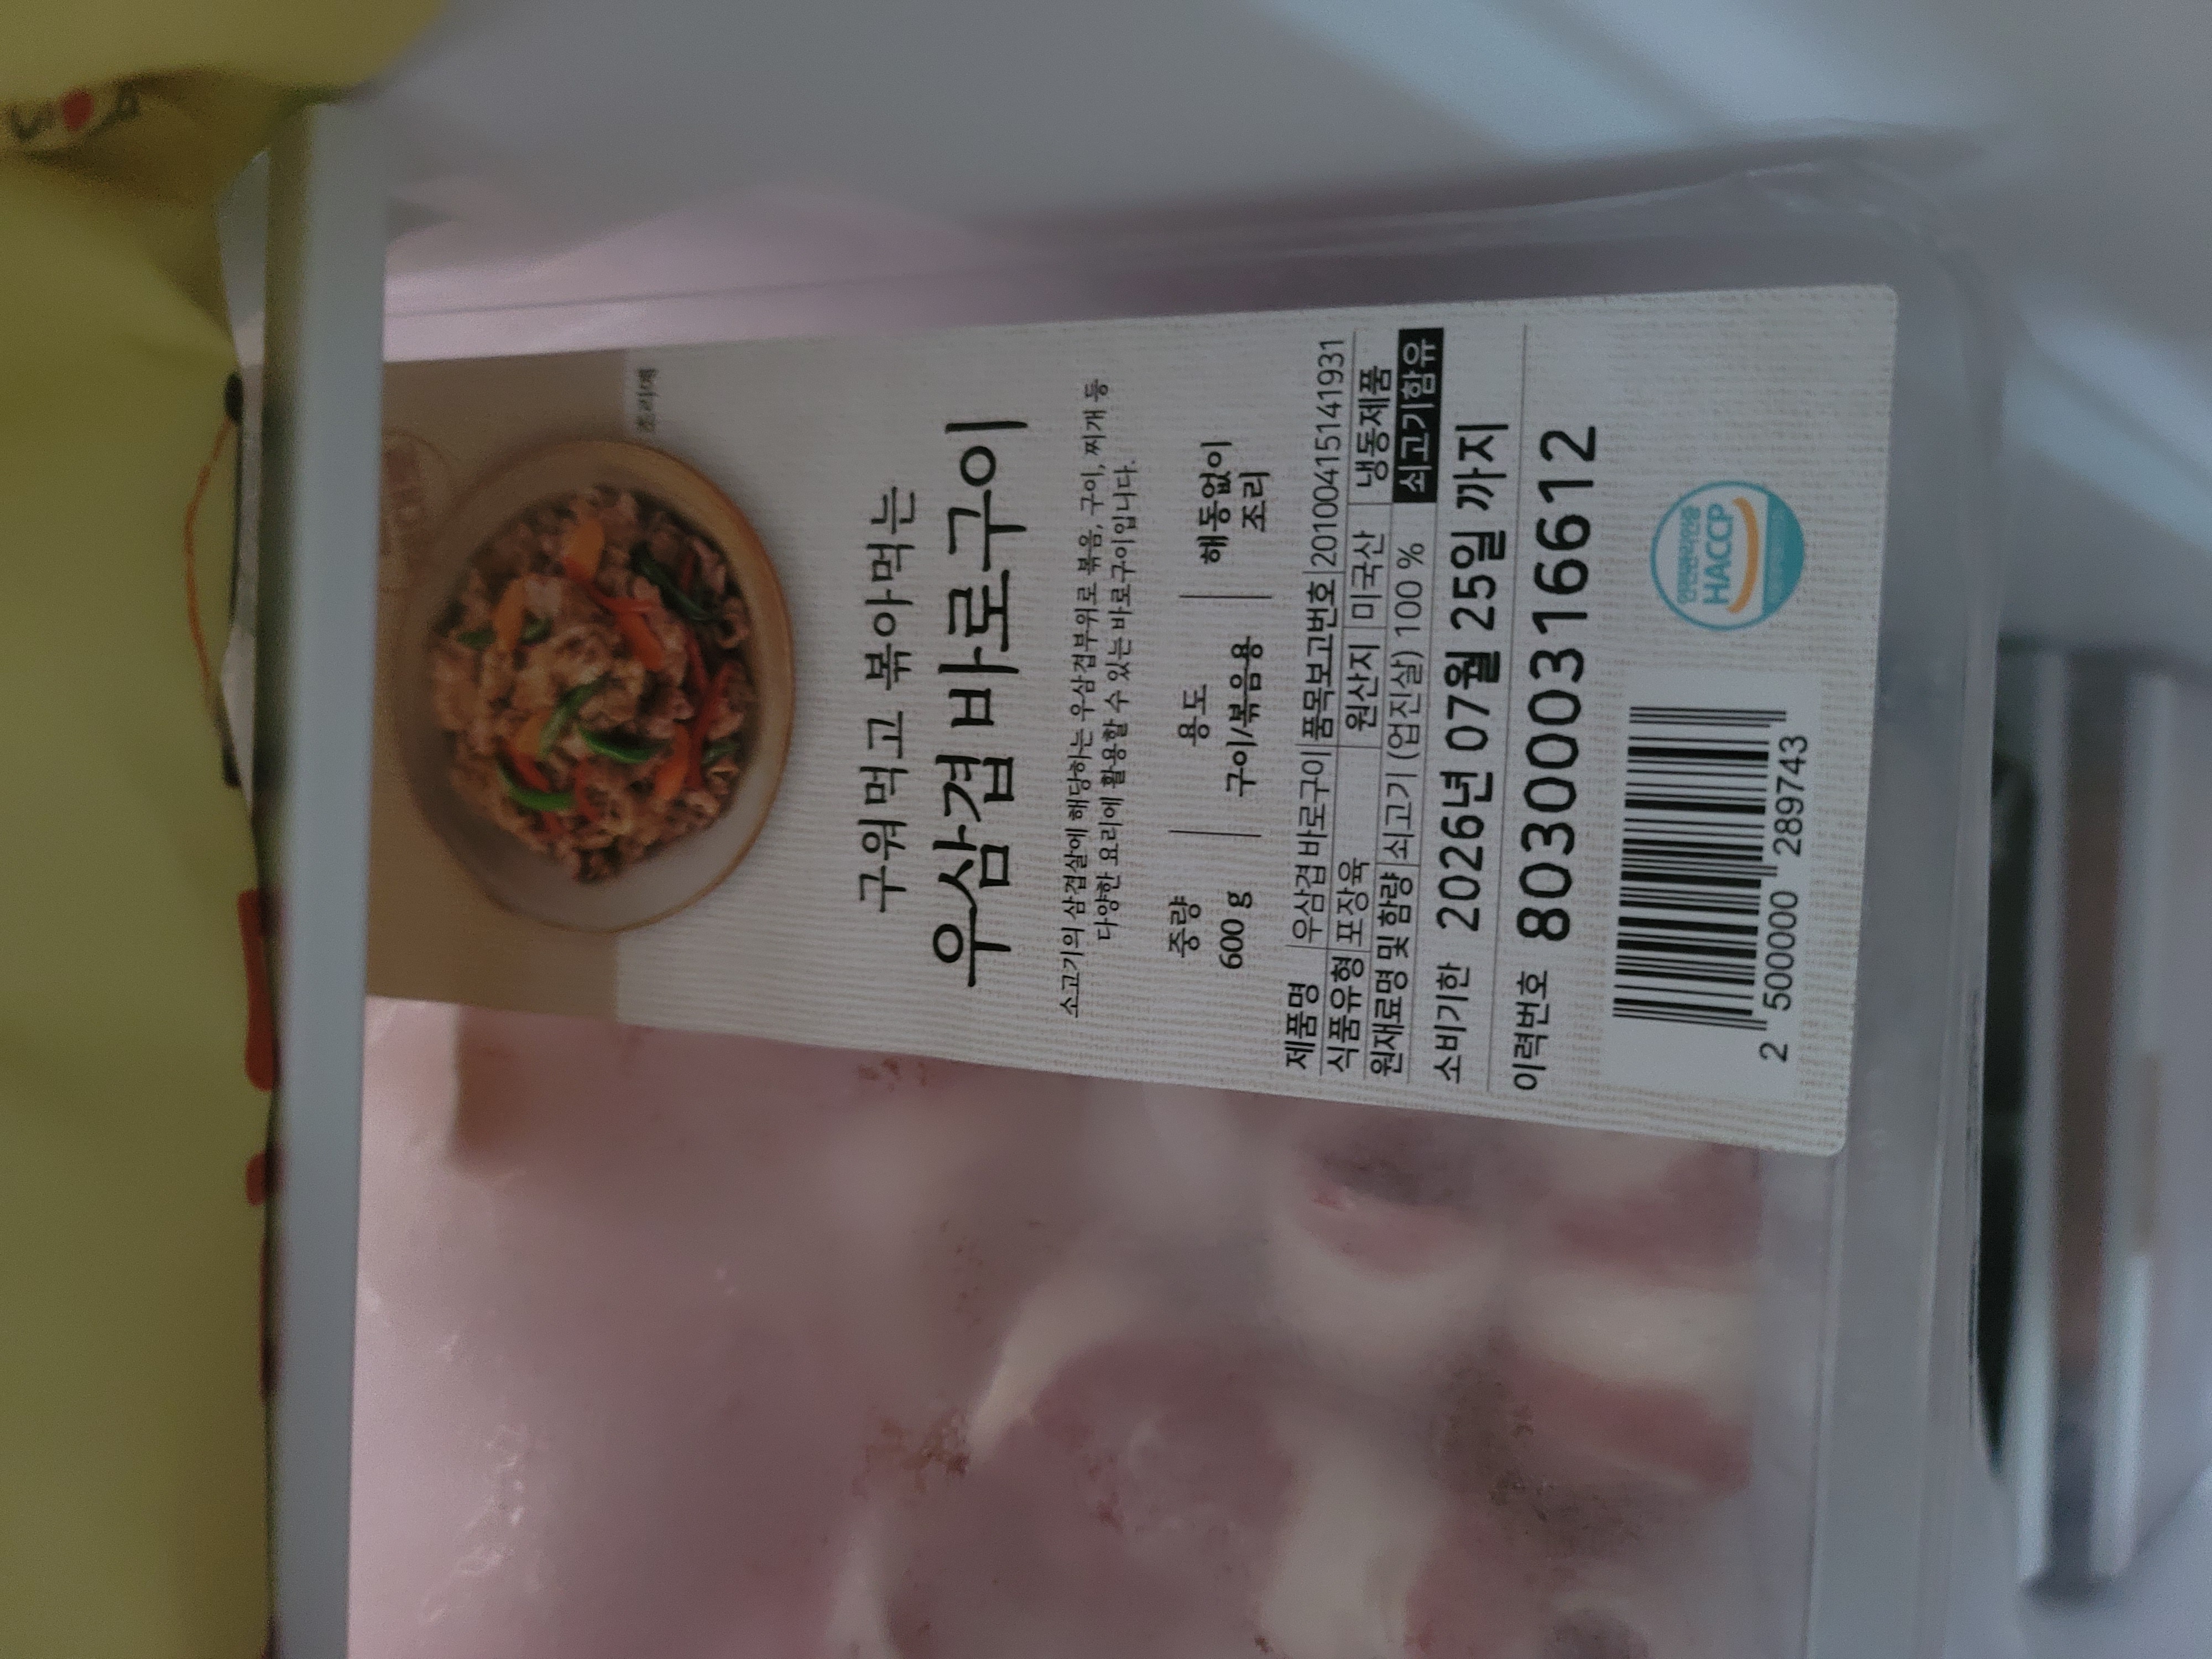 조리예
구워먹고 볶아먹는
우삼겹 바로구이
소고기의 삼겹살에 해당하는 우삼겹부위로 볶음, 구이, 찌개 등
다양한 요리에 활용할 수 있는 바로구이입니다.
중량 용도 해동없이
600 g 구이/볶음용 조리
제품명 우삼겹 바로구이 품목보고번호 20100415141931
식품유형 포장육 원산지 미국산 냉동제품
원재료명 및 함량 쇠고기 (업진살) 100 % 쇠고기함유
소비기한 2026년 07월 25일 까지
이력번호 803000316612
HACCP
2 500000 289743